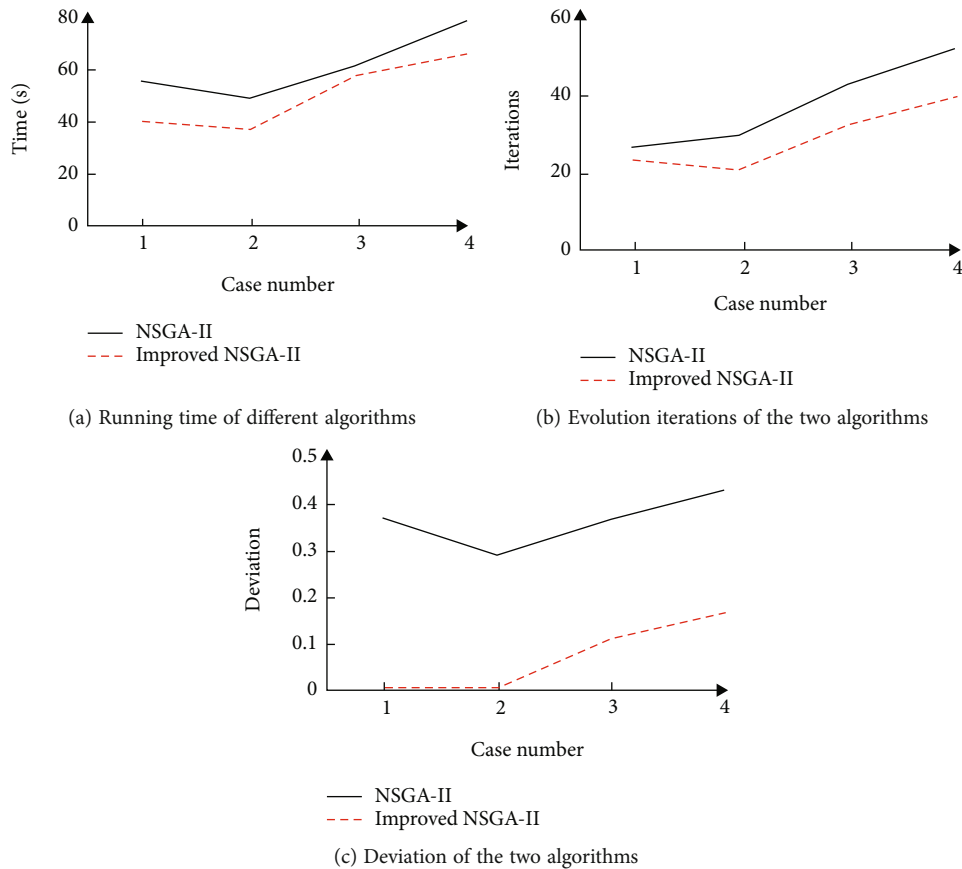 80
60
40
20
0
Time (s)
1 2 3 4
Case number
NSGA-II
Improved NSGA-II
(a) Running time of different algorithms
60
40
20
0
Iterations
1 2 3 4
Case number
NSGA-II
Improved NSGA-II
(b) Evolution iterations of the two algorithms
0.5
0.4
0.3
0.2
0.1
0
Deviation
1 2 3 4
Case number
NSGA-II
Improved NSGA-II
(c) Deviation of the two algorithms